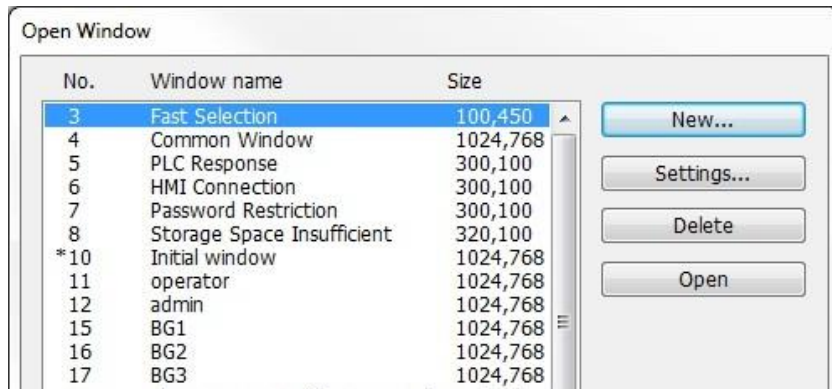 Open Window
No. Window name Size
3 Fast Selection 100,450
4 Common Window 1024,768
5 PLC Response 300,100
6 HMI Connection 300,100
7 Password Restriction 300,100
8 Storage Space Insufficient 320,100
*10 Initial window 1024,768
11 operator 1024,768
12 admin 1024,768
15 BG1 1024,768
16 BG2 1024,768
17 BG3 1024,768
New...
Settings...
Delete
Open